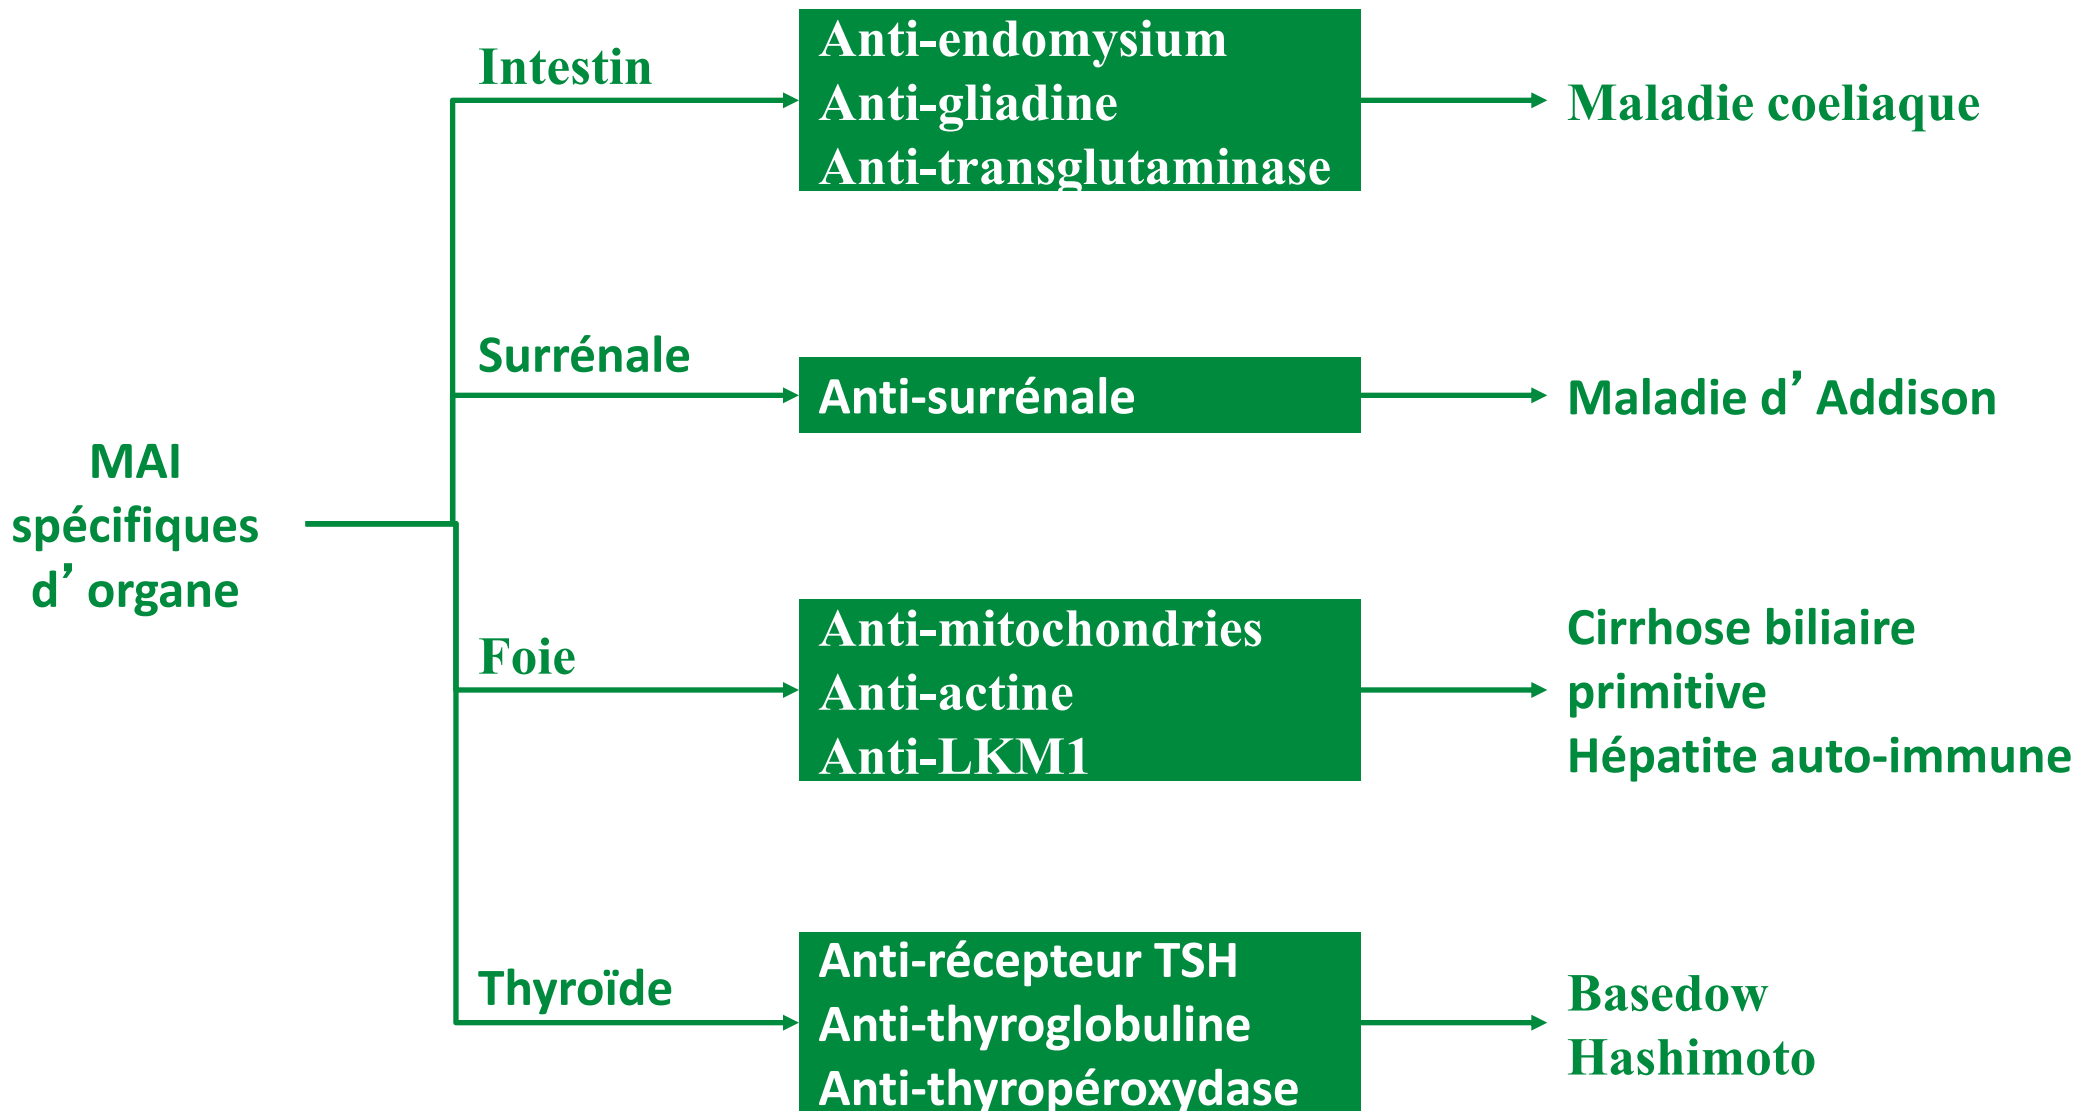 MAI
spécifiques
d’ organe
Intestin
Anti-endomysium
Anti-gliadine
Anti-transglutaminase
Maladie coeliaque
Surrénale
Anti-surrénale
Maladie d’ Addison
Foie
Anti-mitochondries
Anti-actine
Anti-LKM1
Cirrhose biliaire
primitive
Hépatite auto-immune
Thyroïde
Anti-récepteur TSH
Anti-thyroglobuline
Anti-thyropéroxydase
Basedow
Hashimoto